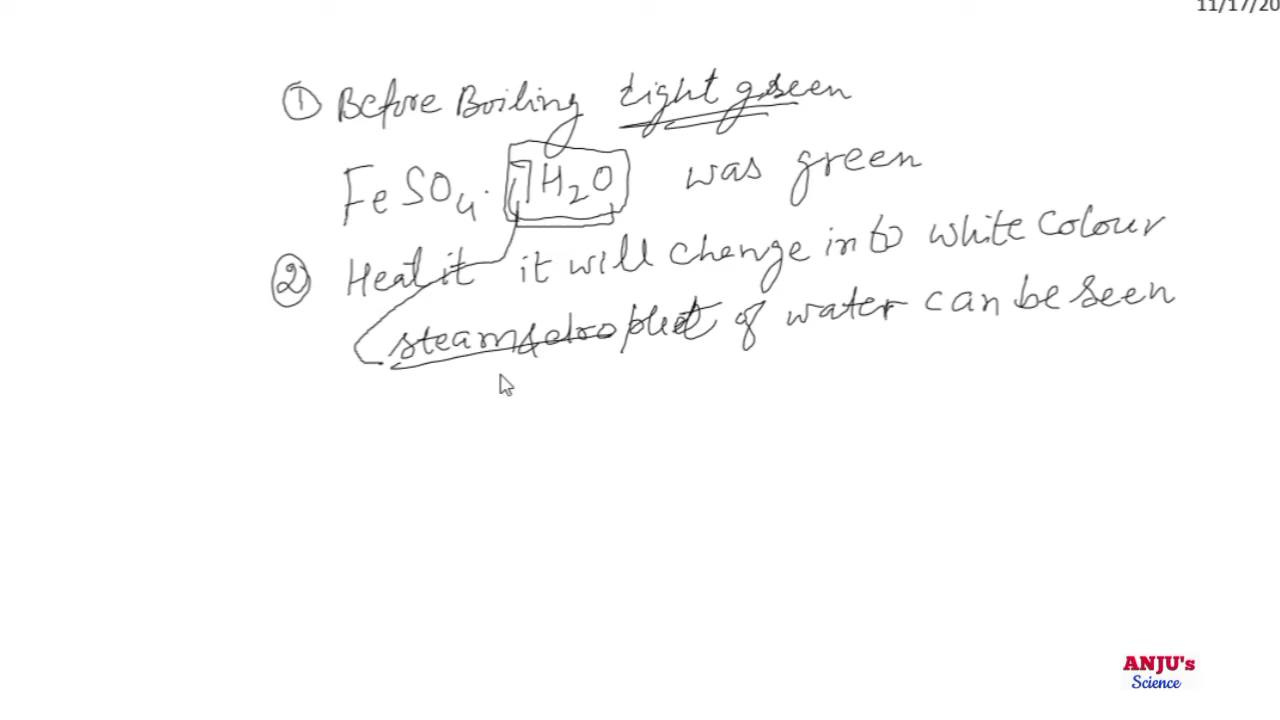 11/17/20
① Before Boiling light green
FeSO4.7H2O was green
② Heat it it will change into white colour
steam & droplet of water can be seen
ANJU's
Science